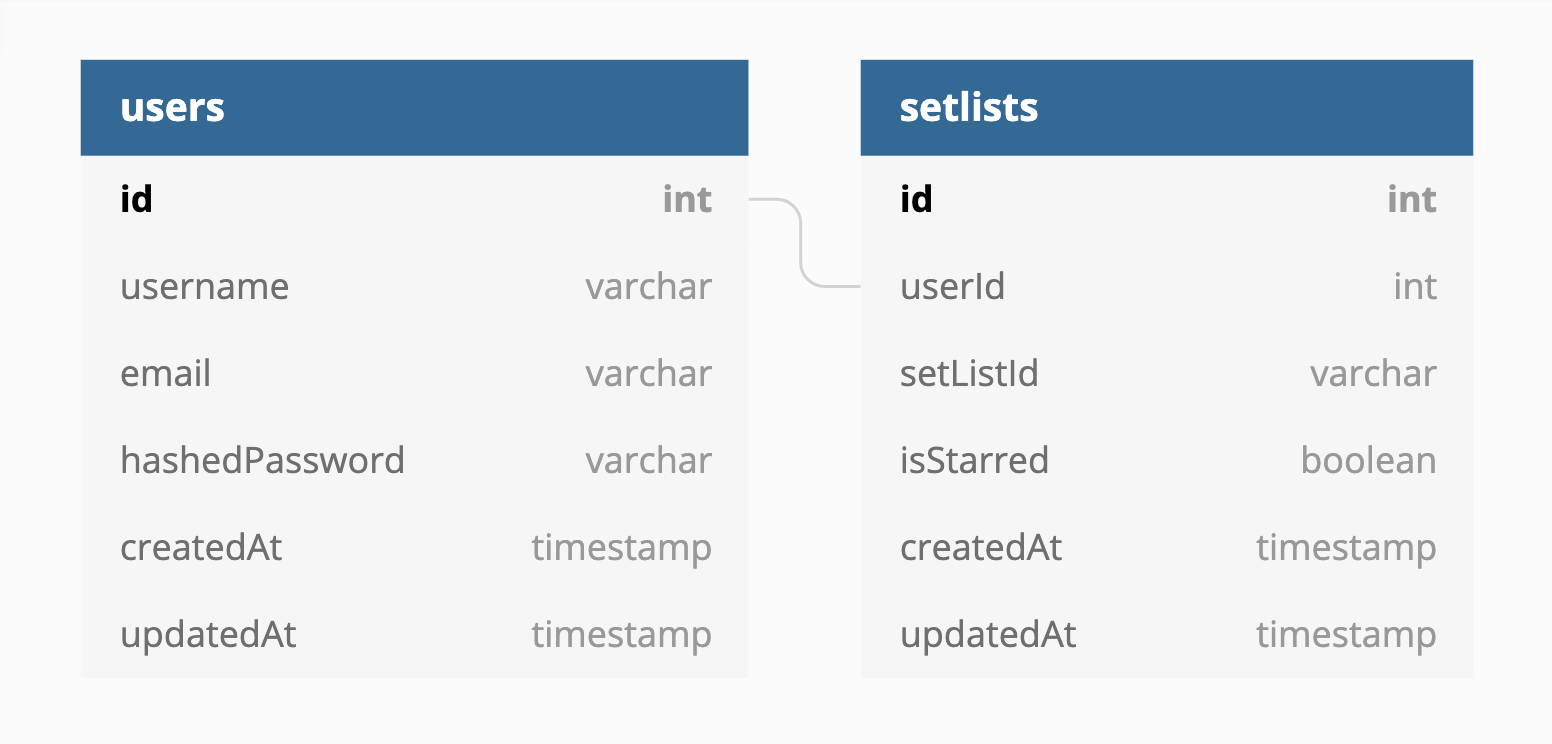 users
id int
username varchar
email varchar
hashedPassword varchar
createdAt timestamp
updatedAt timestamp
setlists
id int
userId int
setListId varchar
isStarred boolean
createdAt timestamp
updatedAt timestamp